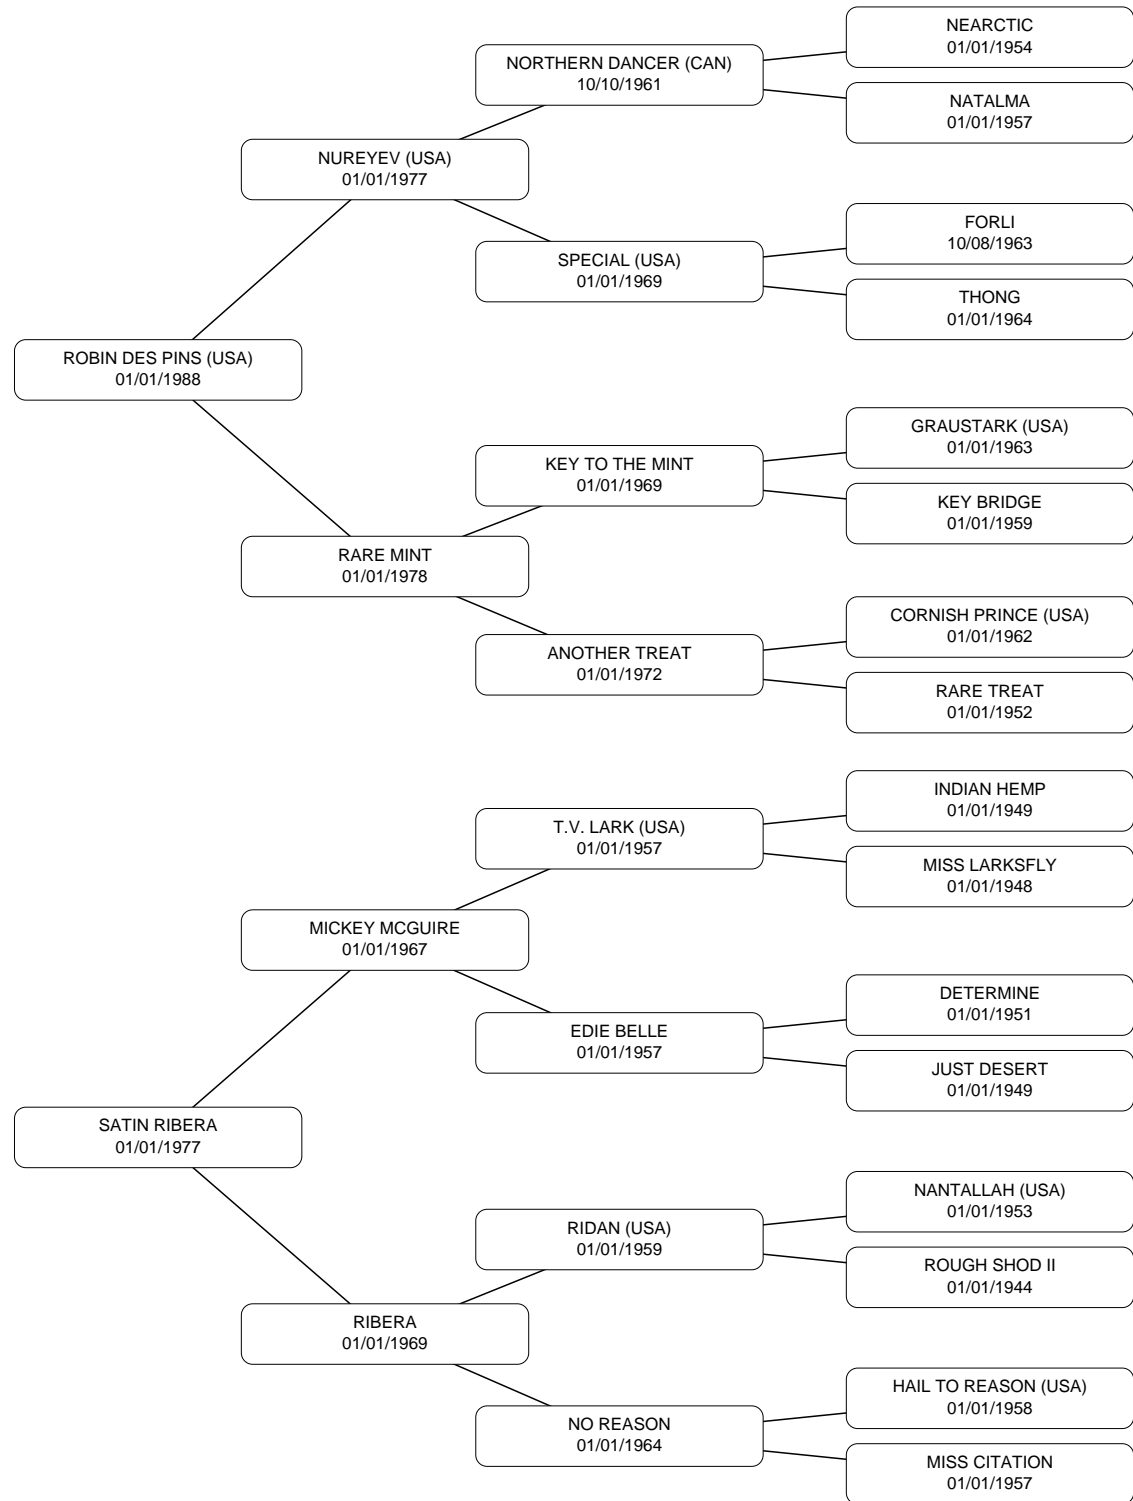 NEARCTIC
01/01/1954
NORTHERN DANCER (CAN)
10/10/1961
NATALMA
01/01/1957
NUREYEV (USA)
01/01/1977
FORLI
10/08/1963
SPECIAL (USA)
01/01/1969
THONG
01/01/1964
ROBIN DES PINS (USA)
01/01/1988
GRAUSTARK (USA)
01/01/1963
KEY TO THE MINT
01/01/1969
KEY BRIDGE
01/01/1959
RARE MINT
01/01/1978
CORNISH PRINCE (USA)
01/01/1962
ANOTHER TREAT
01/01/1972
RARE TREAT
01/01/1952
INDIAN HEMP
01/01/1949
T.V. LARK (USA)
01/01/1957
MISS LARKSFLY
01/01/1948
MICKEY MCGUIRE
01/01/1967
DETERMINE
01/01/1951
EDIE BELLE
01/01/1957
JUST DESERT
01/01/1949
SATIN RIBERA
01/01/1977
NANTALLAH (USA)
01/01/1953
RIDAN (USA)
01/01/1959
ROUGH SHOD II
01/01/1944
RIBERA
01/01/1969
HAIL TO REASON (USA)
01/01/1958
NO REASON
01/01/1964
MISS CITATION
01/01/1957